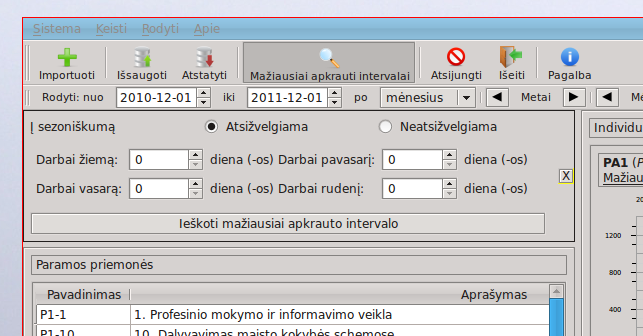 Sistema Keisti Rodyti Apie
Importuoti Išsaugoti Atstatyti Mažiausiai apkrauti intervalai Atsijungti Išeiti Pagalba
Rodyti: nuo 2010-12-01 iki 2011-12-01 po mėnesius Metai
Į sezoniškumą Atsižvelgiama Neatsižvelgiama
Darbai žiemą: 0 diena (-os) Darbai pavasarį: 0 diena (-os)
Darbai vasarą: 0 diena (-os) Darbai rudenį: 0 diena (-os)
X
Ieškoti mažiausiai apkrauto intervalo
Paramos priemonės
Pavadinimas Aprašymas
P1-1 1. Profesinio mokymo ir informavimo veikla
P1-10 10. Dalyvavimas maisto kokybės schemose
Individu
PA1 (P
Mažiau
20
1200
800
400